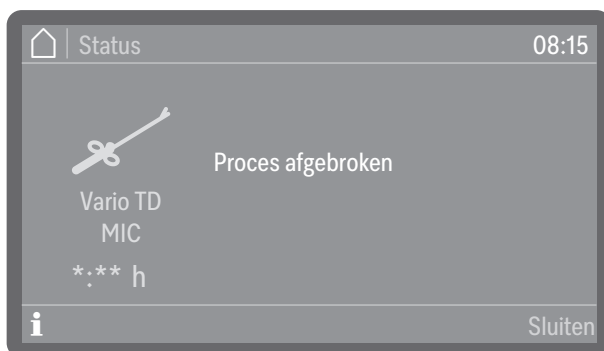 Status 08:15
Proces afgebroken
Vario TD
MIC
*:** h
i Sluiten